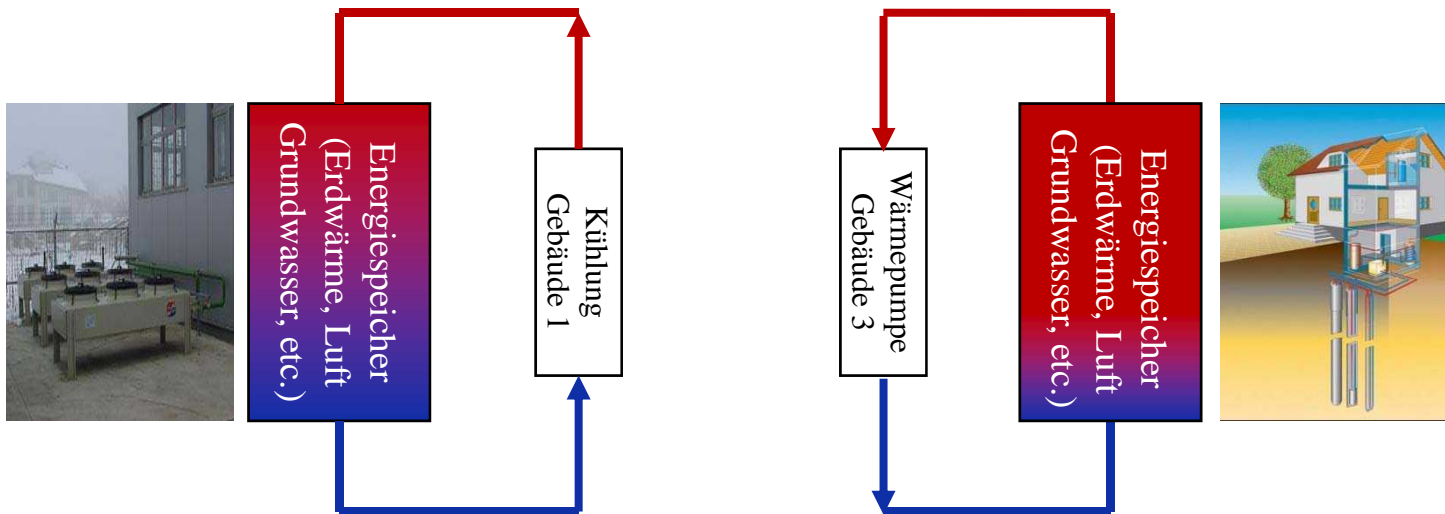 Energiespeicher
(Erdwärme, Luft
Grundwasser, etc.)
Kühlung
Gebäude 1
Wärmepumpe
Gebäude 3
Energiespeicher
(Erdwärme, Luft
Grundwasser, etc.)